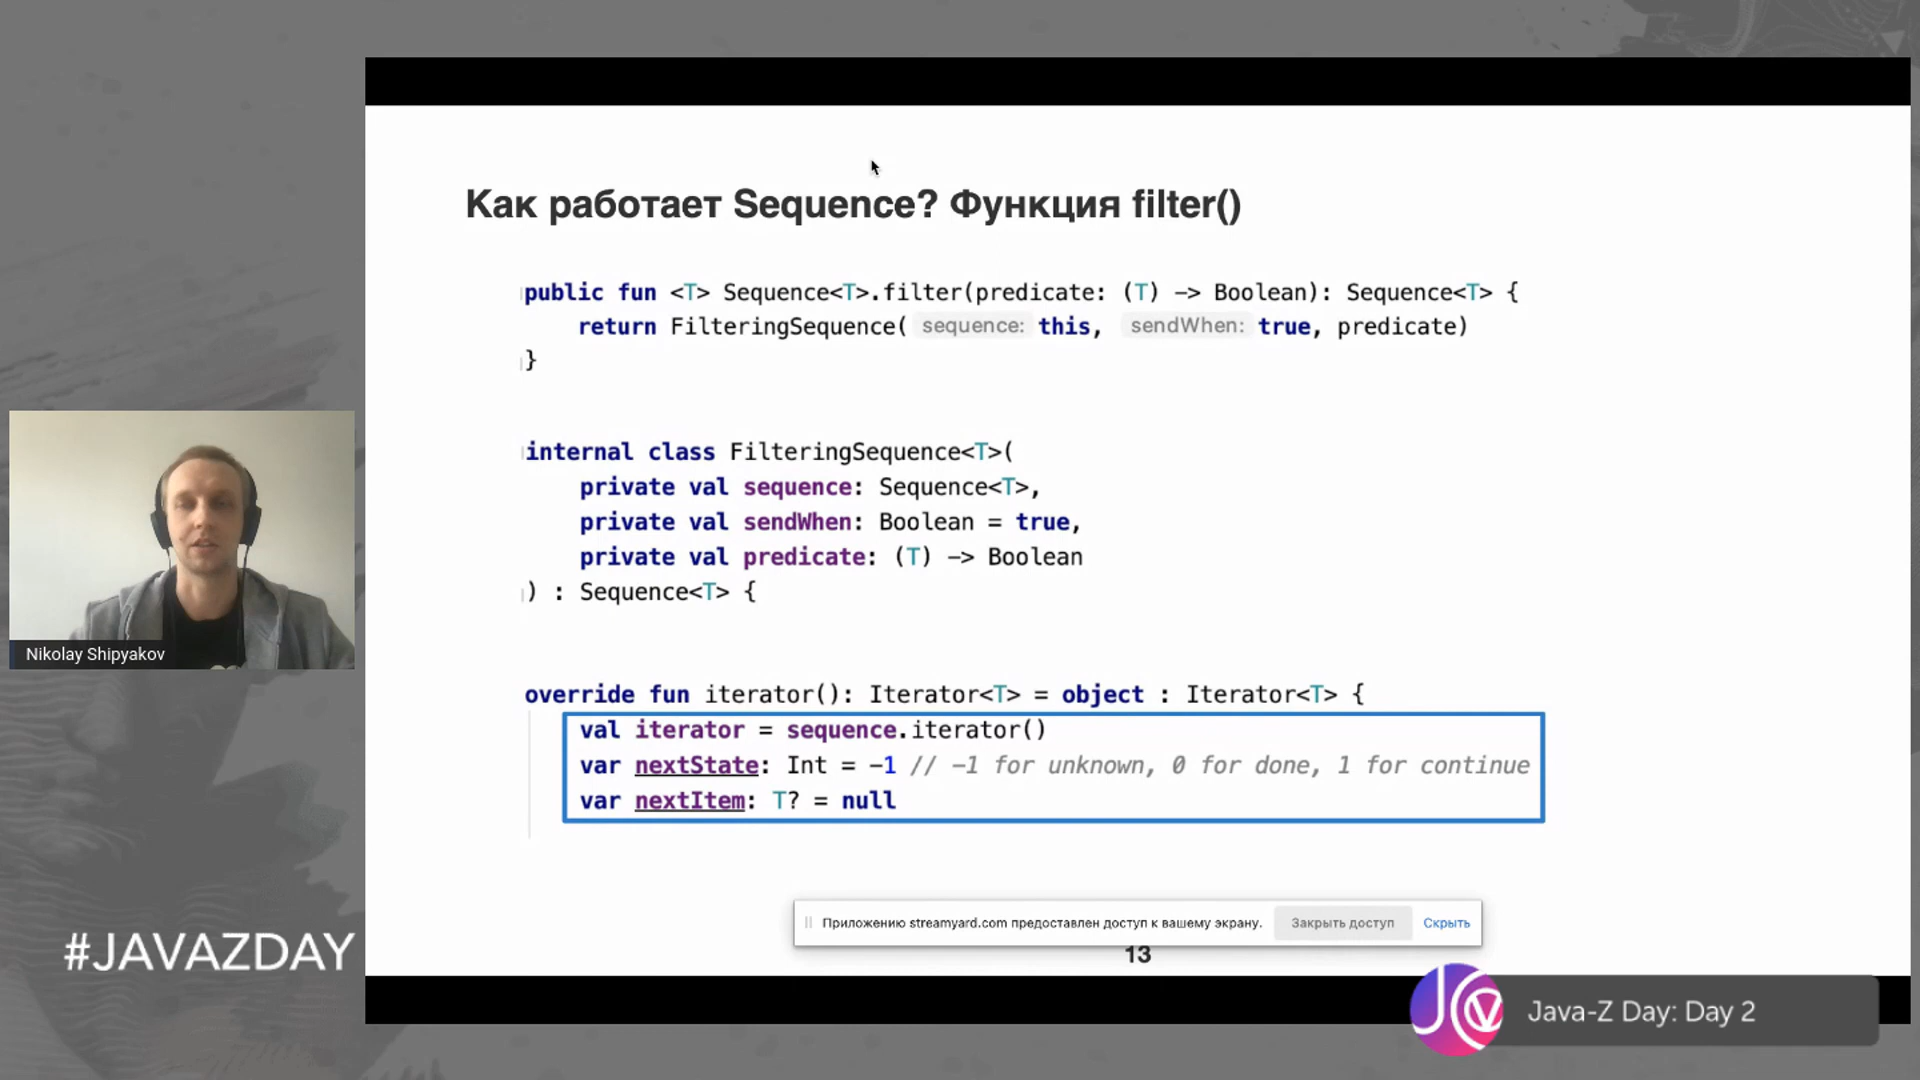 Как работает Sequence? Функция filter()
public fun <T> Sequence<T>.filter(predicate: (T) -> Boolean): Sequence<T> {
return FilteringSequence( sequence: this, sendWhen: true, predicate)
}
internal class FilteringSequence<T>(
private val sequence: Sequence<T>,
private val sendWhen: Boolean = true,
private val predicate: (T) -> Boolean
) : Sequence<T> {
override fun iterator(): Iterator<T> = object : Iterator<T> {
val iterator = sequence.iterator()
var nextState: Int = -1 // -1 for unknown, 0 for done, 1 for continue
var nextItem: T? = null
Nikolay Shipyakov
Приложению streamyard.com предоставлен доступ к вашему экрану. Закрыть доступ Скрыть
13
#JAVAZDAY
Java-Z Day: Day 2